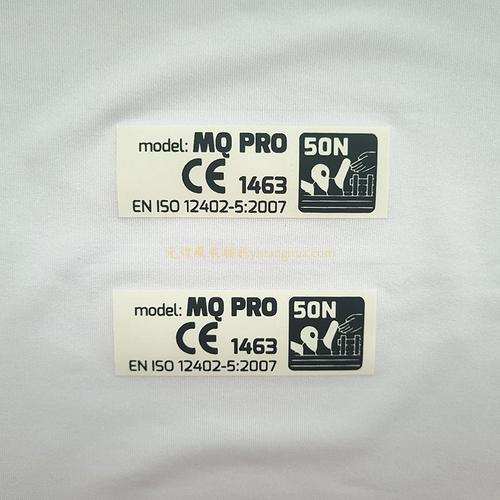 model: MQ PRO
50N
CE 1463
EN ISO 12402-5:2007
model: MQ PRO
50N
CE 1463
EN ISO 12402-5:2007